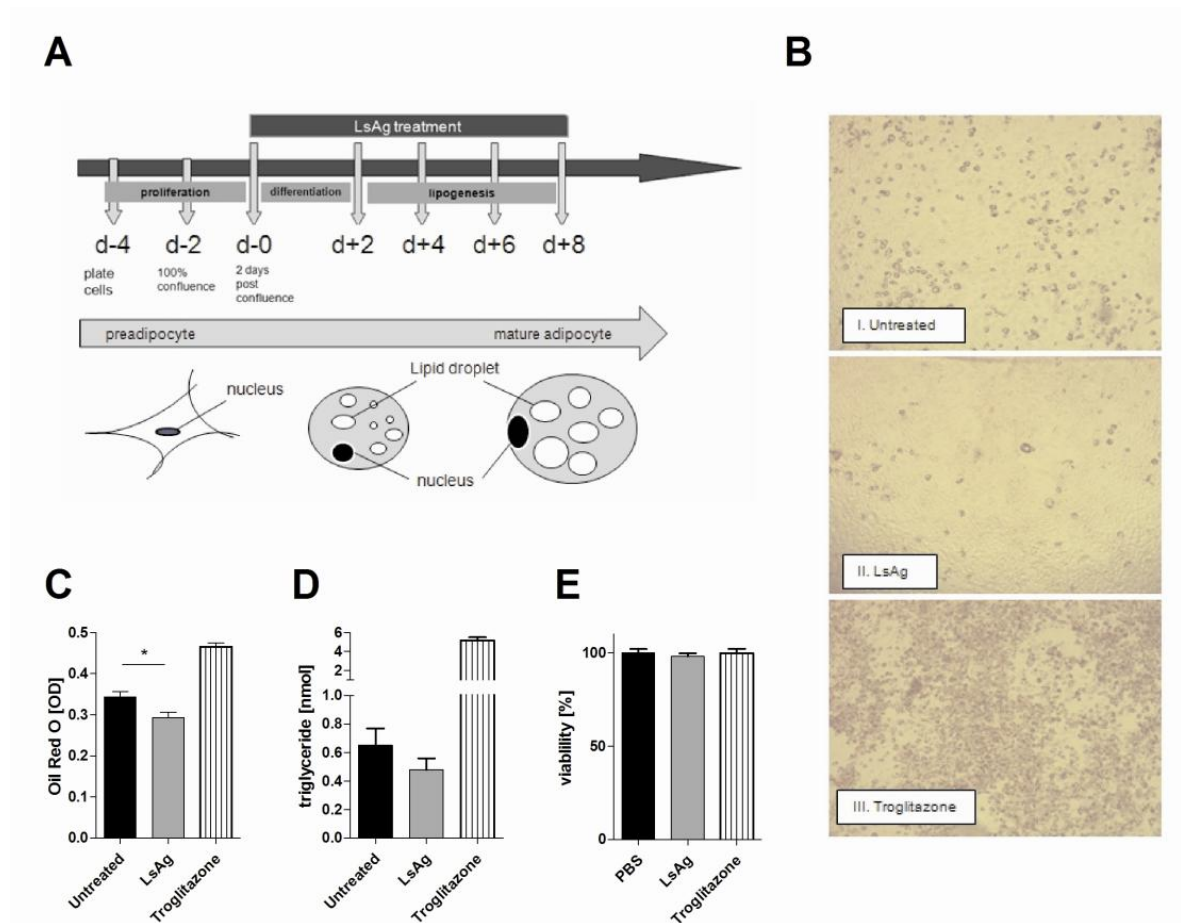 A
LsAg treatment
proliferation
differentiation
lipogenesis
d-4
d-2
d-0
d+2
d+4
d+6
d+8
plate
cells
100%
confluence
2 days
post
confluence
preadipocyte
mature adipocyte
nucleus
Lipid droplet
nucleus
B
I. Untreated
II. LsAg
III. Troglitazone
C
Oil Red O [OD]
0.5
0.4
0.3
0.2
0.1
0.0
*
Untreated
LsAg
Troglitazone
D
triglyceride [nmol]
6
4
2
1.0
0.8
0.6
0.4
0.2
0.0
Untreated
LsAg
Troglitazone
E
viablility [%]
100
50
0
PBS
LsAg
Troglitazone